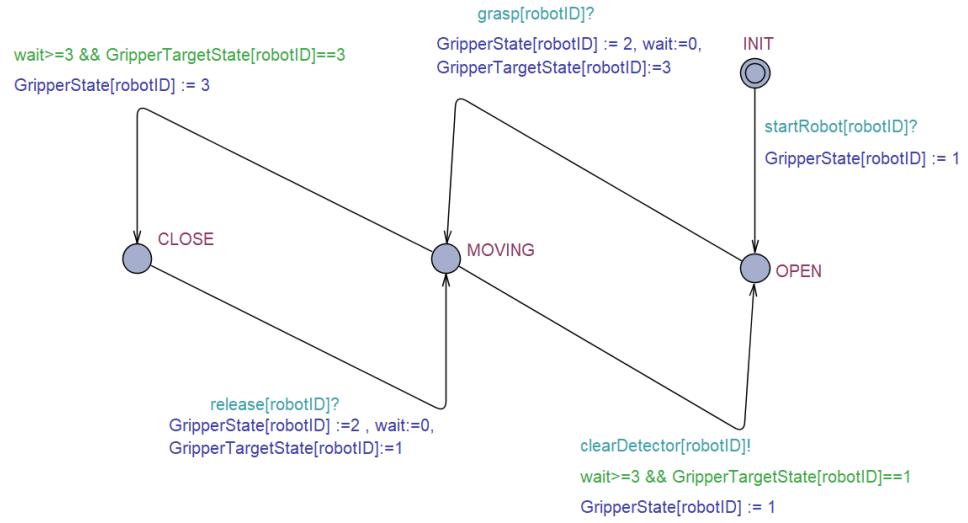 grasp[robotID]?
GripperState[robotID] := 2, wait:=0,
GripperTargetState[robotID]:=3
wait>=3 && GripperTargetState[robotID]==3
GripperState[robotID] := 3
INIT
startRobot[robotID]?
GripperState[robotID] := 1
CLOSE
MOVING
OPEN
release[robotID]?
GripperState[robotID] :=2 , wait:=0,
GripperTargetState[robotID]:=1
clearDetector[robotID]!
wait>=3 && GripperTargetState[robotID]==1
GripperState[robotID] := 1